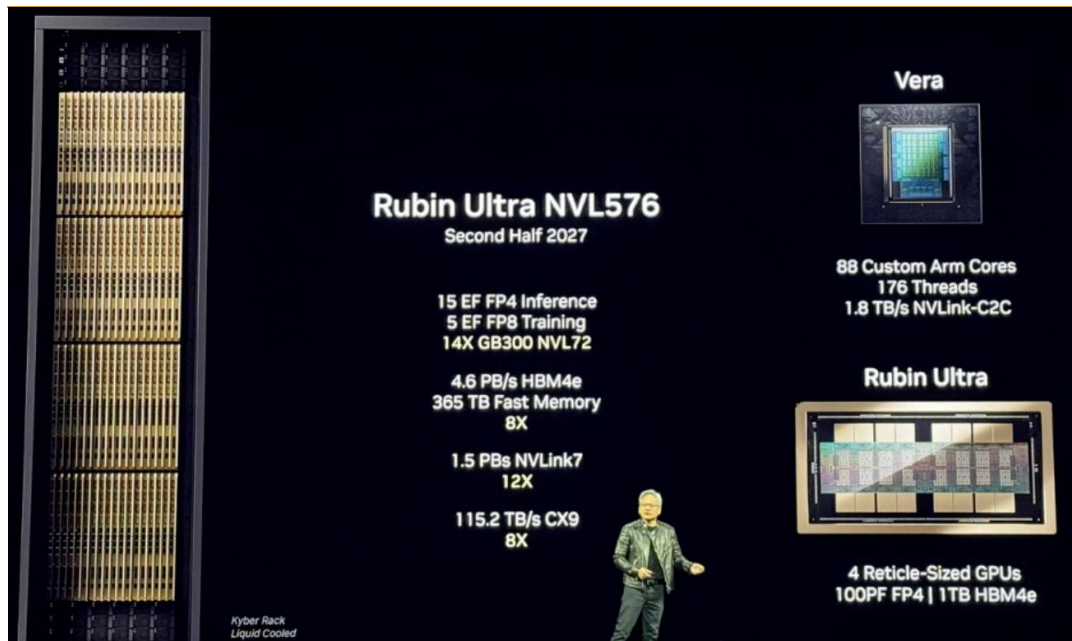 Rubin Ultra NVL576
Second Half 2027
15 EF FP4 Inference
5 EF FP8 Training
14X GB300 NVL72
4.6 PB/s HBM4e
365 TB Fast Memory
8X
1.5 PBs NVLink7
12X
115.2 TB/s CX9
8X
Kyber Rack
Liquid Cooled
Vera
88 Custom Arm Cores
176 Threads
1.8 TB/s NVLink-C2C
Rubin Ultra
4 Reticle-Sized GPUs
100PF FP4 | 1TB HBM4e